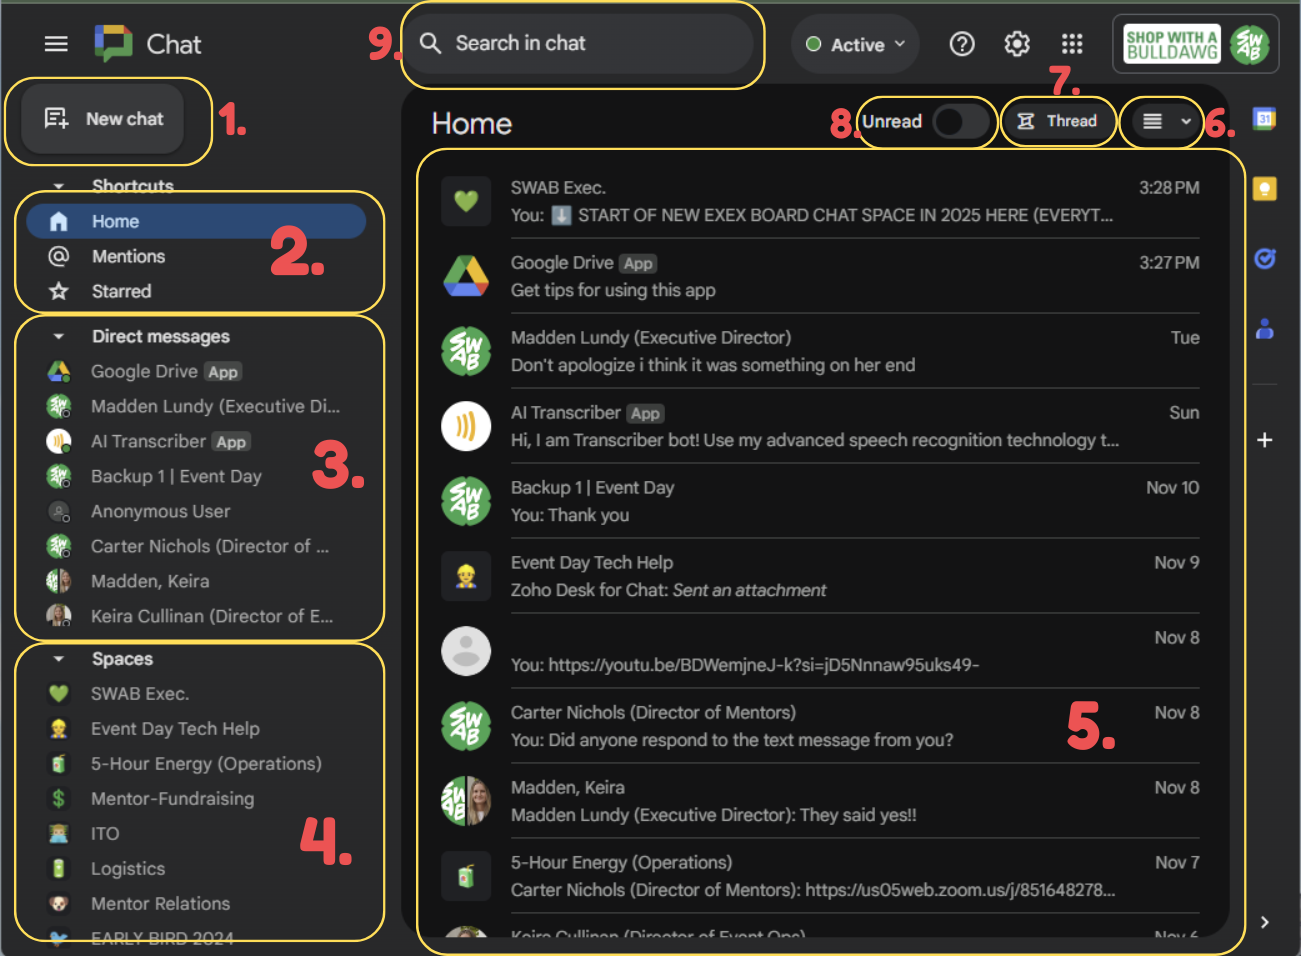 9.
Search in chat
Active
SHOP WITH A
BULLDAWG
SW
AB
Chat
New chat
1.
7.
Home
8.
Unread
Thread
6.
31
Shortcuts
Home
Mentions
Starred
2.
Direct messages
Google Drive App
Madden Lundy (Executive Di...
AI Transcriber App
Backup 1 | Event Day
Anonymous User
Carter Nichols (Director of ...
Madden, Keira
Keira Cullinan (Director of E...
3.
Spaces
SWAB Exec.
Event Day Tech Help
5-Hour Energy (Operations)
Mentor-Fundraising
ITO
Logistics
Mentor Relations
EARLY BIRD 2024
4.
SWAB Exec. 3:28 PM
You: ⬇️ START OF NEW EXEX BOARD CHAT SPACE IN 2025 HERE (EVERYT...
Google Drive App 3:27 PM
Get tips for using this app
Madden Lundy (Executive Director) Tue
Don't apologize i think it was something on her end
AI Transcriber App Sun
Hi, I am Transcriber bot! Use my advanced speech recognition technology t...
Backup 1 | Event Day Nov 10
You: Thank you
Event Day Tech Help Nov 9
Zoho Desk for Chat: Sent an attachment
Nov 8
You: https://youtu.be/BDWemjneJ-k?si=jD5Nnnaw95uks49-
Carter Nichols (Director of Mentors) Nov 8
You: Did anyone respond to the text message from you?
5.
Madden, Keira Nov 8
Madden Lundy (Executive Director): They said yes!!
5-Hour Energy (Operations) Nov 7
Carter Nichols (Director of Mentors): https://us05web.zoom.us/j/851648278...
Keira Cullinan (Director of Event Ops) Nov 6